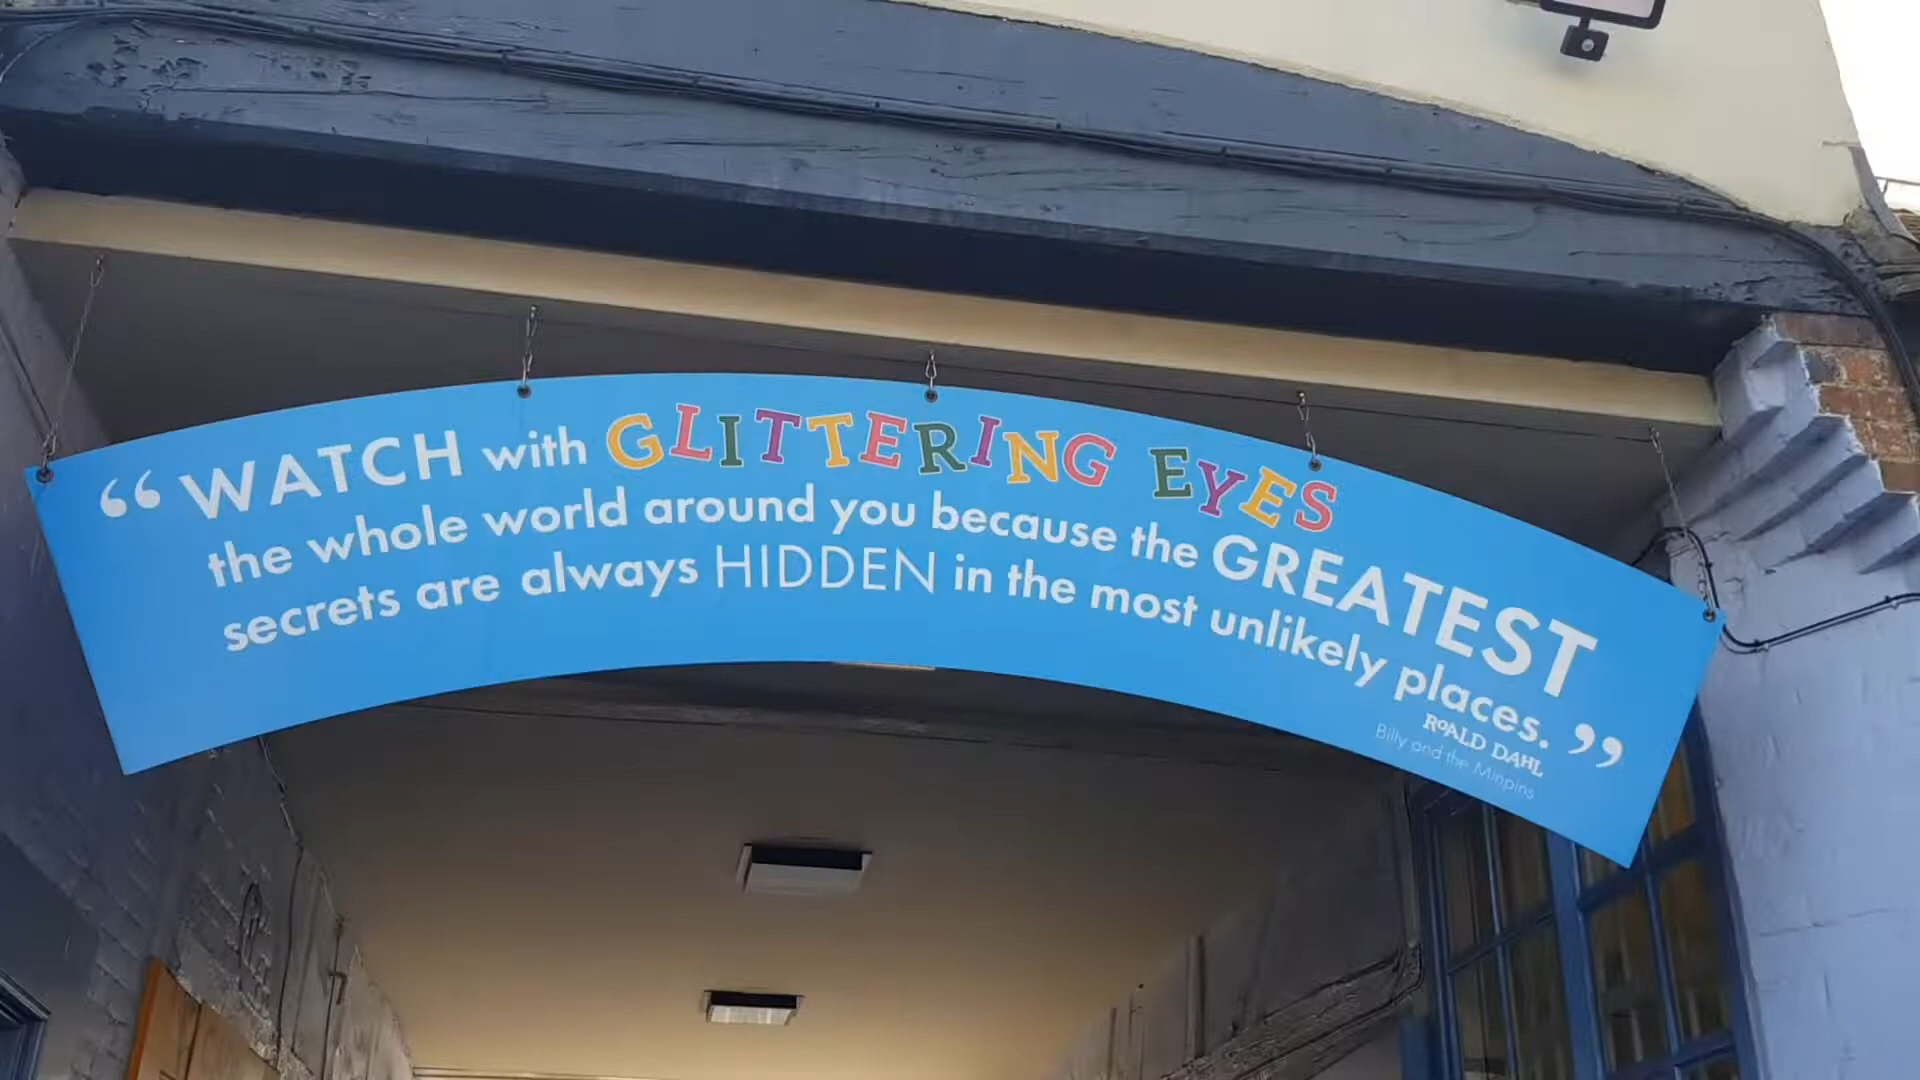 “ WATCH with GLITTERING EYES
the whole world around you because the GREATEST
secrets are always HIDDEN in the most unlikely places. ”
ROALD DAHL
Billy and the Minpins